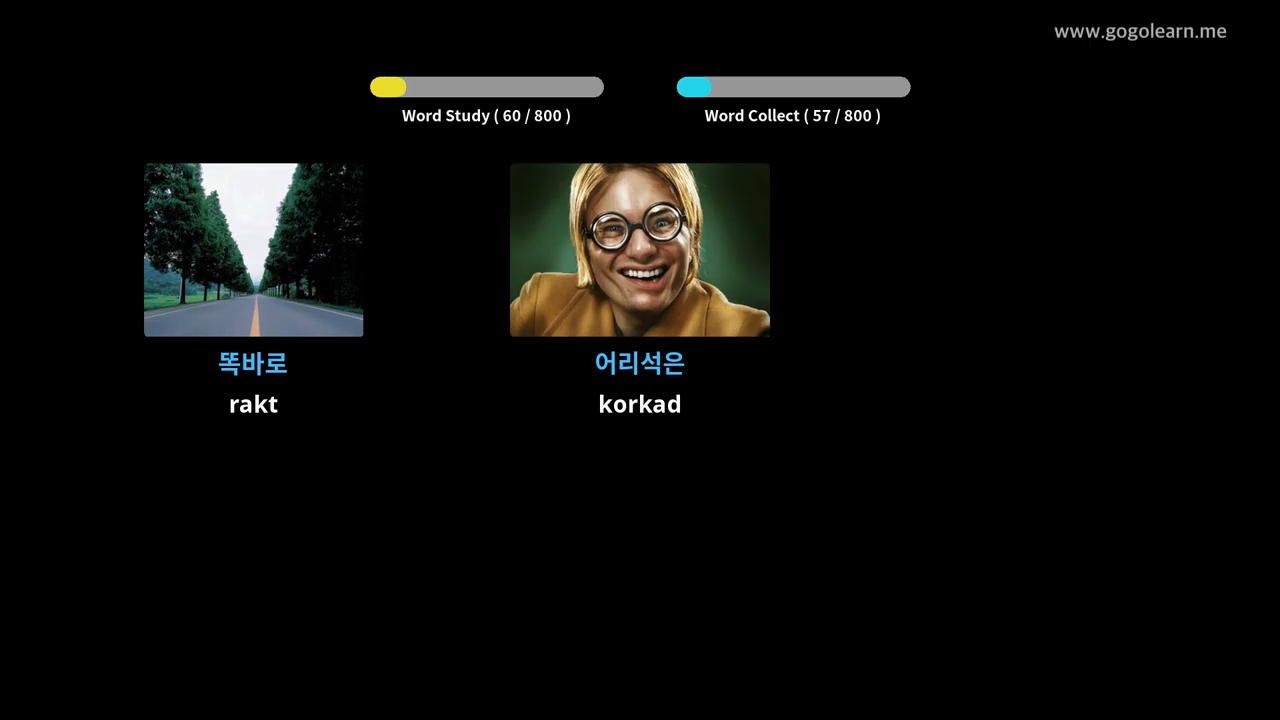 www.gogolearn.me
Word Study ( 60 / 800 )
Word Collect ( 57 / 800 )
똑바로
rakt
어리석은
korkad